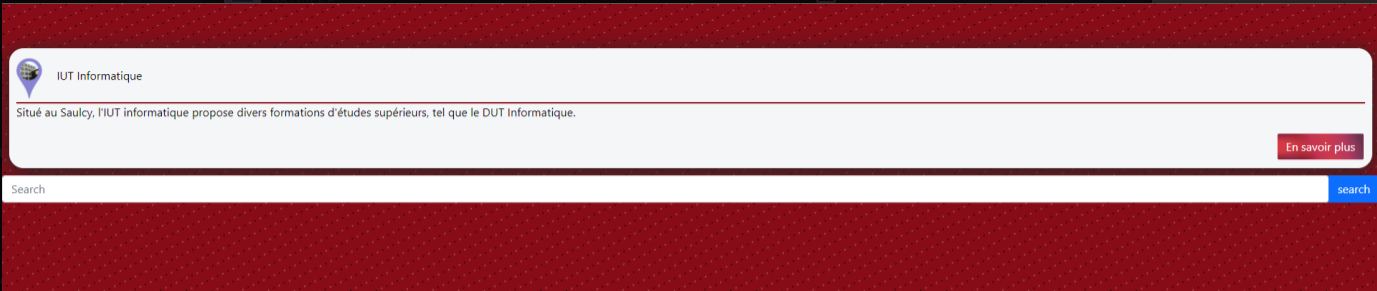 IUT Informatique
Situé au Saulcy, l'IUT informatique propose divers formations d'études supérieurs, tel que le DUT Informatique.
En savoir plus
Search
search